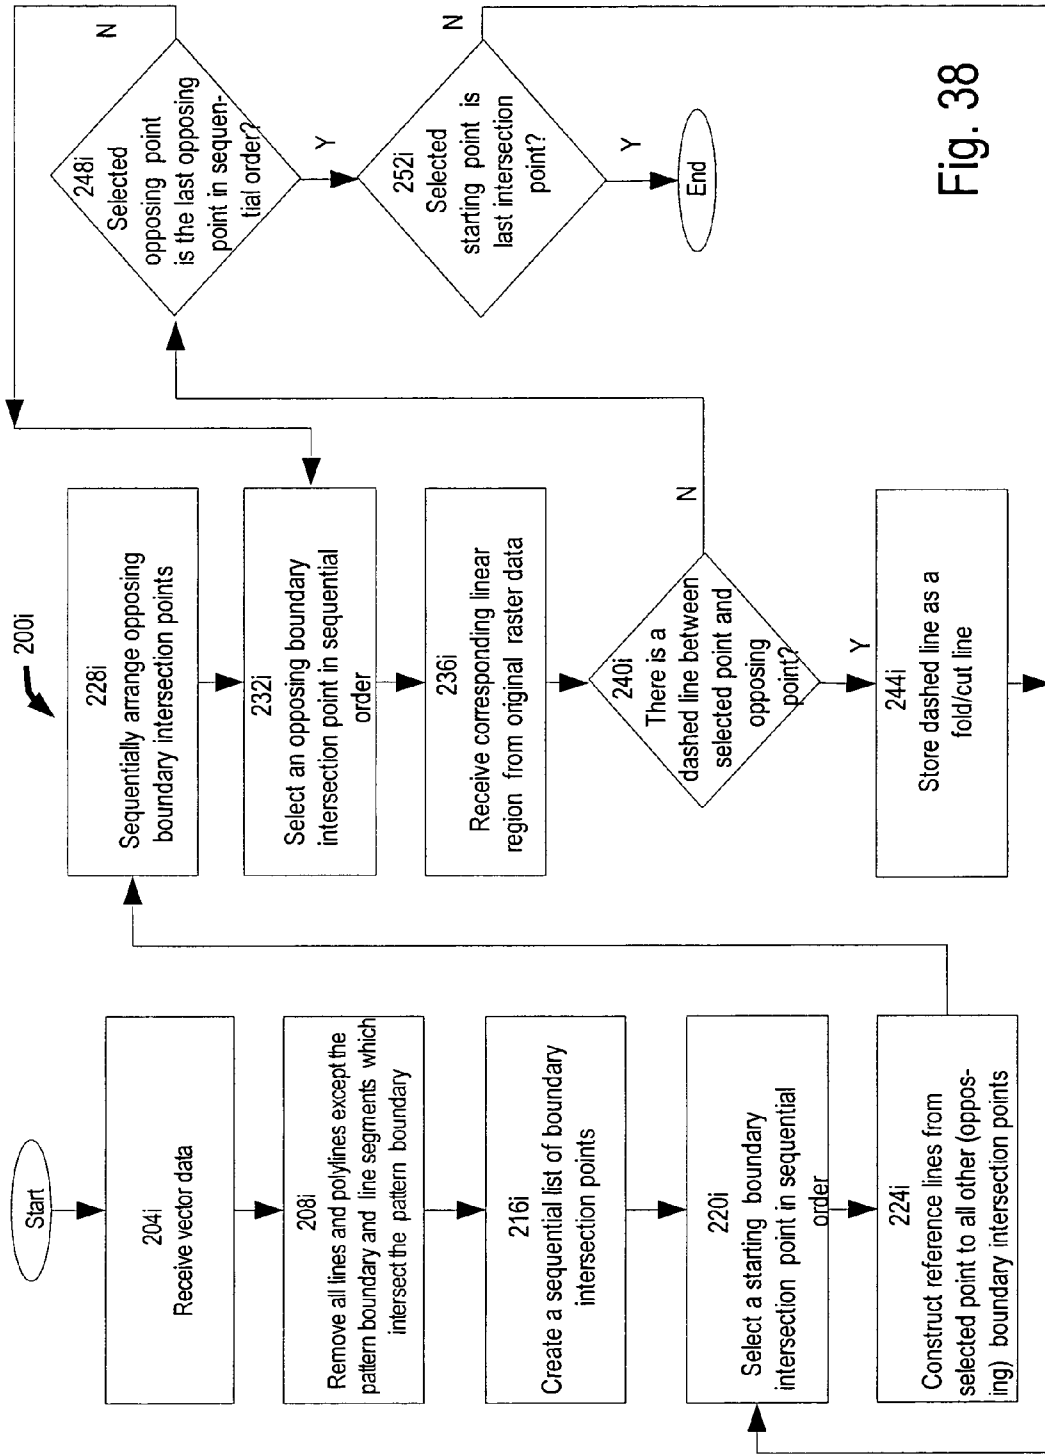 Start
204i
Receive vector data
208i
Remove all lines and polylines except the
pattern boundary and line segments which
intersect the pattern boundary
216i
Create a sequential list of boundary
intersection points
220i
Select a starting boundary
intersection point in sequential
order
224i
Construct reference lines from
selected point to all other (oppos-
ing) boundary intersection points
200i
228i
Sequentially arrange opposing
boundary intersection points
232i
Select an opposing boundary
intersection point in sequential
order
236i
Receive corresponding linear
region from original raster data
240i
There is a
dashed line between
selected point and
opposing
point?
N
Y
244i
Store dashed line as a
fold/cut line
248i
Selected
opposing point
is the last opposing
point in sequen-
tial order?
N
Y
252i
Selected
starting point is
last intersection
point?
N
Y
End
Fig. 38